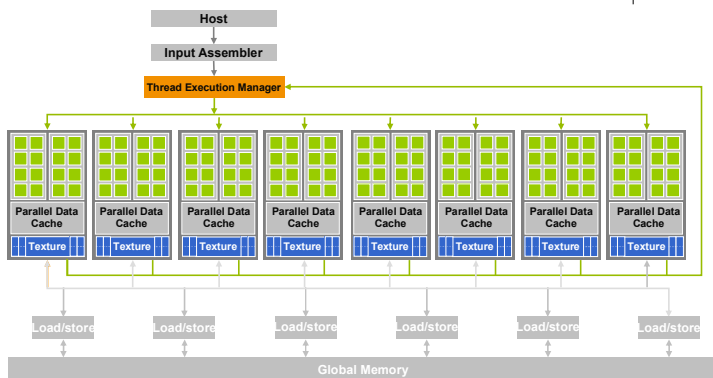 Host
Input Assembler
Thread Execution Manager
Parallel Data
Cache
Texture
Parallel Data
Cache
Texture
Parallel Data
Cache
Texture
Parallel Data
Cache
Texture
Parallel Data
Cache
Texture
Parallel Data
Cache
Texture
Parallel Data
Cache
Texture
Parallel Data
Cache
Texture
Load/store
Load/store
Load/store
Load/store
Load/store
Load/store
Global Memory